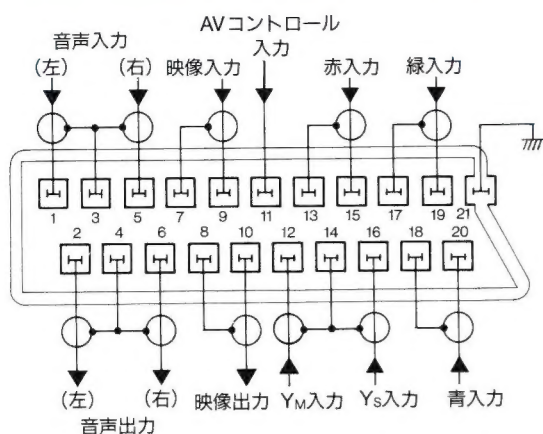 AVコントロール
入力
音声入力
(左) (右) 映像入力 赤入力 緑入力
1 3 5 7 9 11 13 15 17 19 21
2 4 6 8 10 12 14 16 18 20
(左) (右) 映像出力 YM入力 YS入力 青入力
音声出力